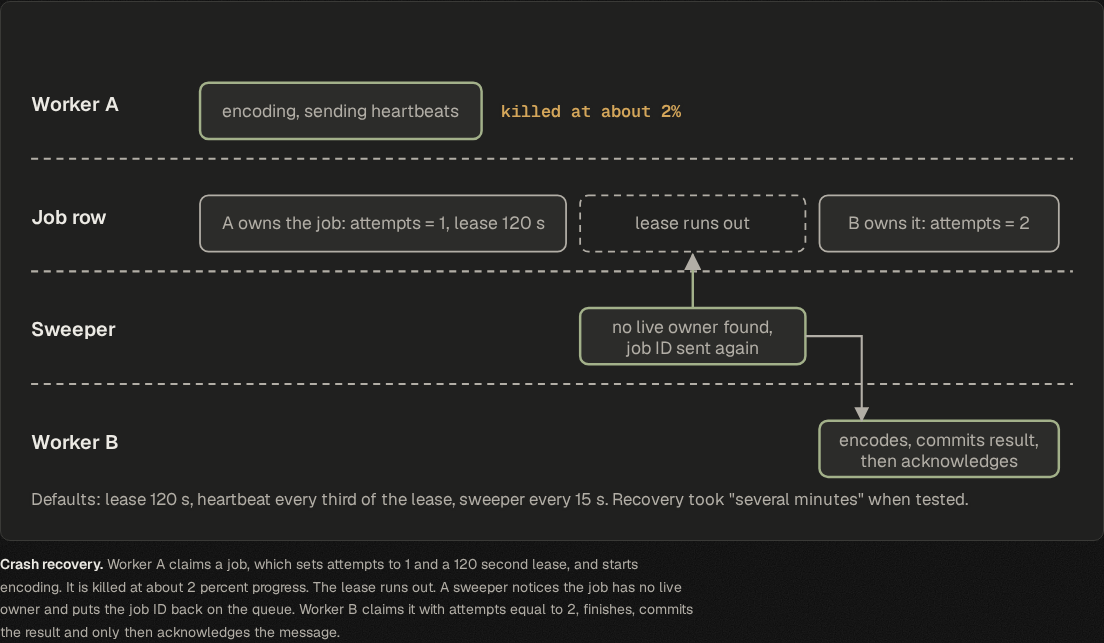 Worker A
encoding, sending heartbeats
killed at about 2%
Job row
A owns the job: attempts = 1, lease 120 s
lease runs out
B owns it: attempts = 2
Sweeper
no live owner found,
job ID sent again
Worker B
encodes, commits result,
then acknowledges
Defaults: lease 120 s, heartbeat every third of the lease, sweeper every 15 s. Recovery took "several minutes" when tested.
Crash recovery. Worker A claims a job, which sets attempts to 1 and a 120 second lease, and starts
encoding. It is killed at about 2 percent progress. The lease runs out. A sweeper notices the job has no live
owner and puts the job ID back on the queue. Worker B claims it with attempts equal to 2, finishes, commits
the result and only then acknowledges the message.